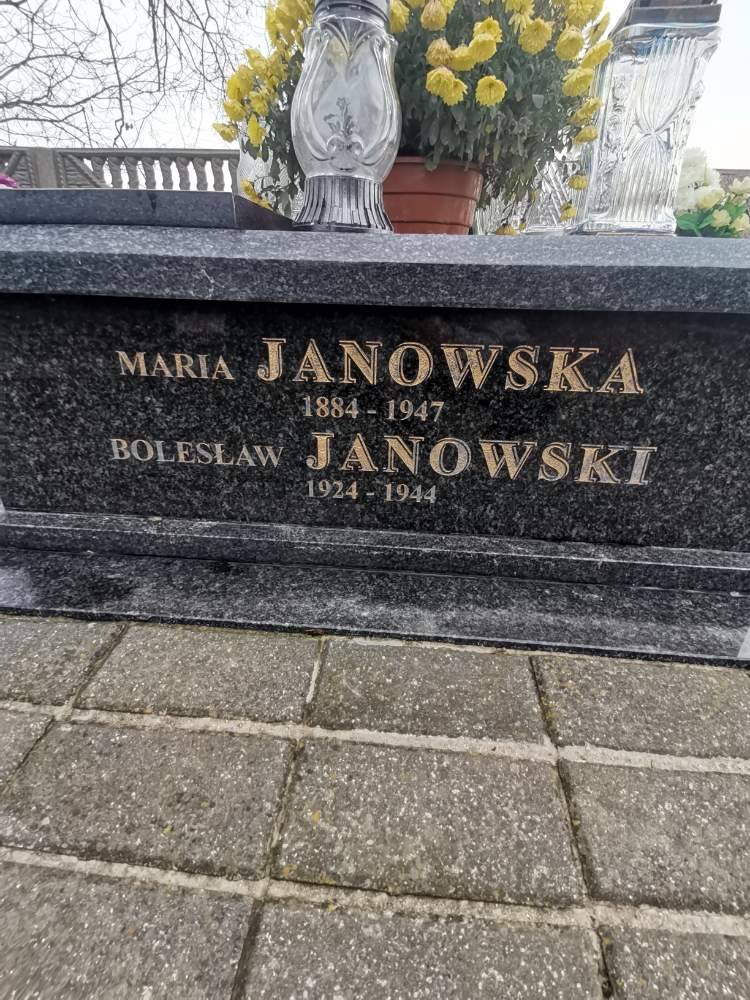 MARIA JANOWSKA
1884 - 1947
BOLESŁAW JANOWSKI
1924 - 1944